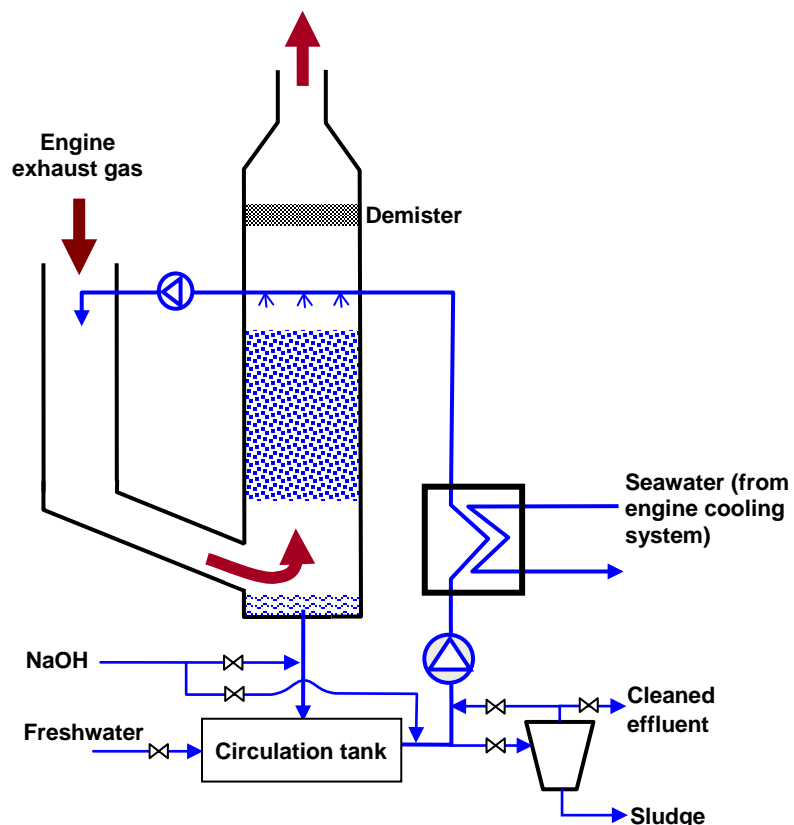 Engine
exhaust gas
Demister
Seawater (from
engine cooling
system)
NaOH
Freshwater
Circulation tank
Cleaned
effluent
Sludge